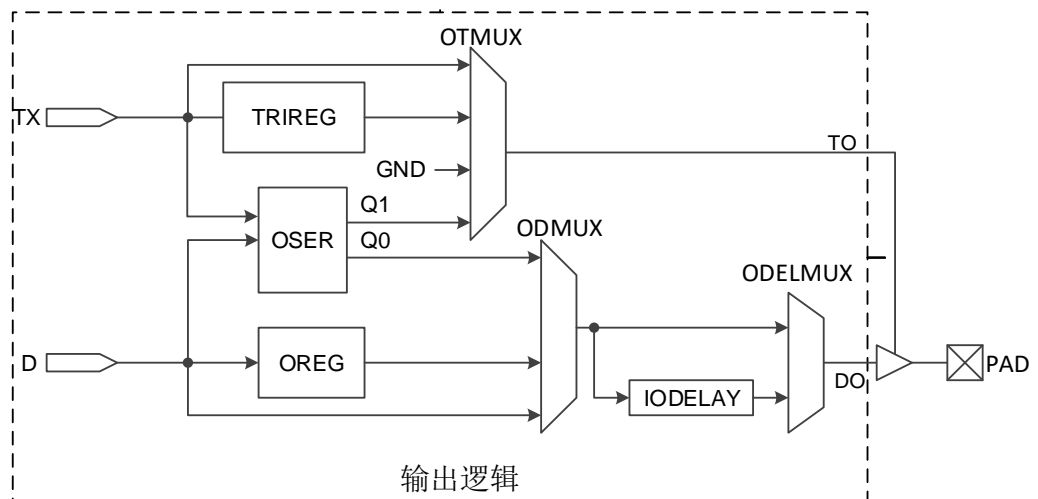 OTMUX
TX
TRIREG
TO
GND
Q1
OSER
Q0
ODMUX
ODELMUX
D
OREG
DO
PAD
IODELAY
输出逻辑